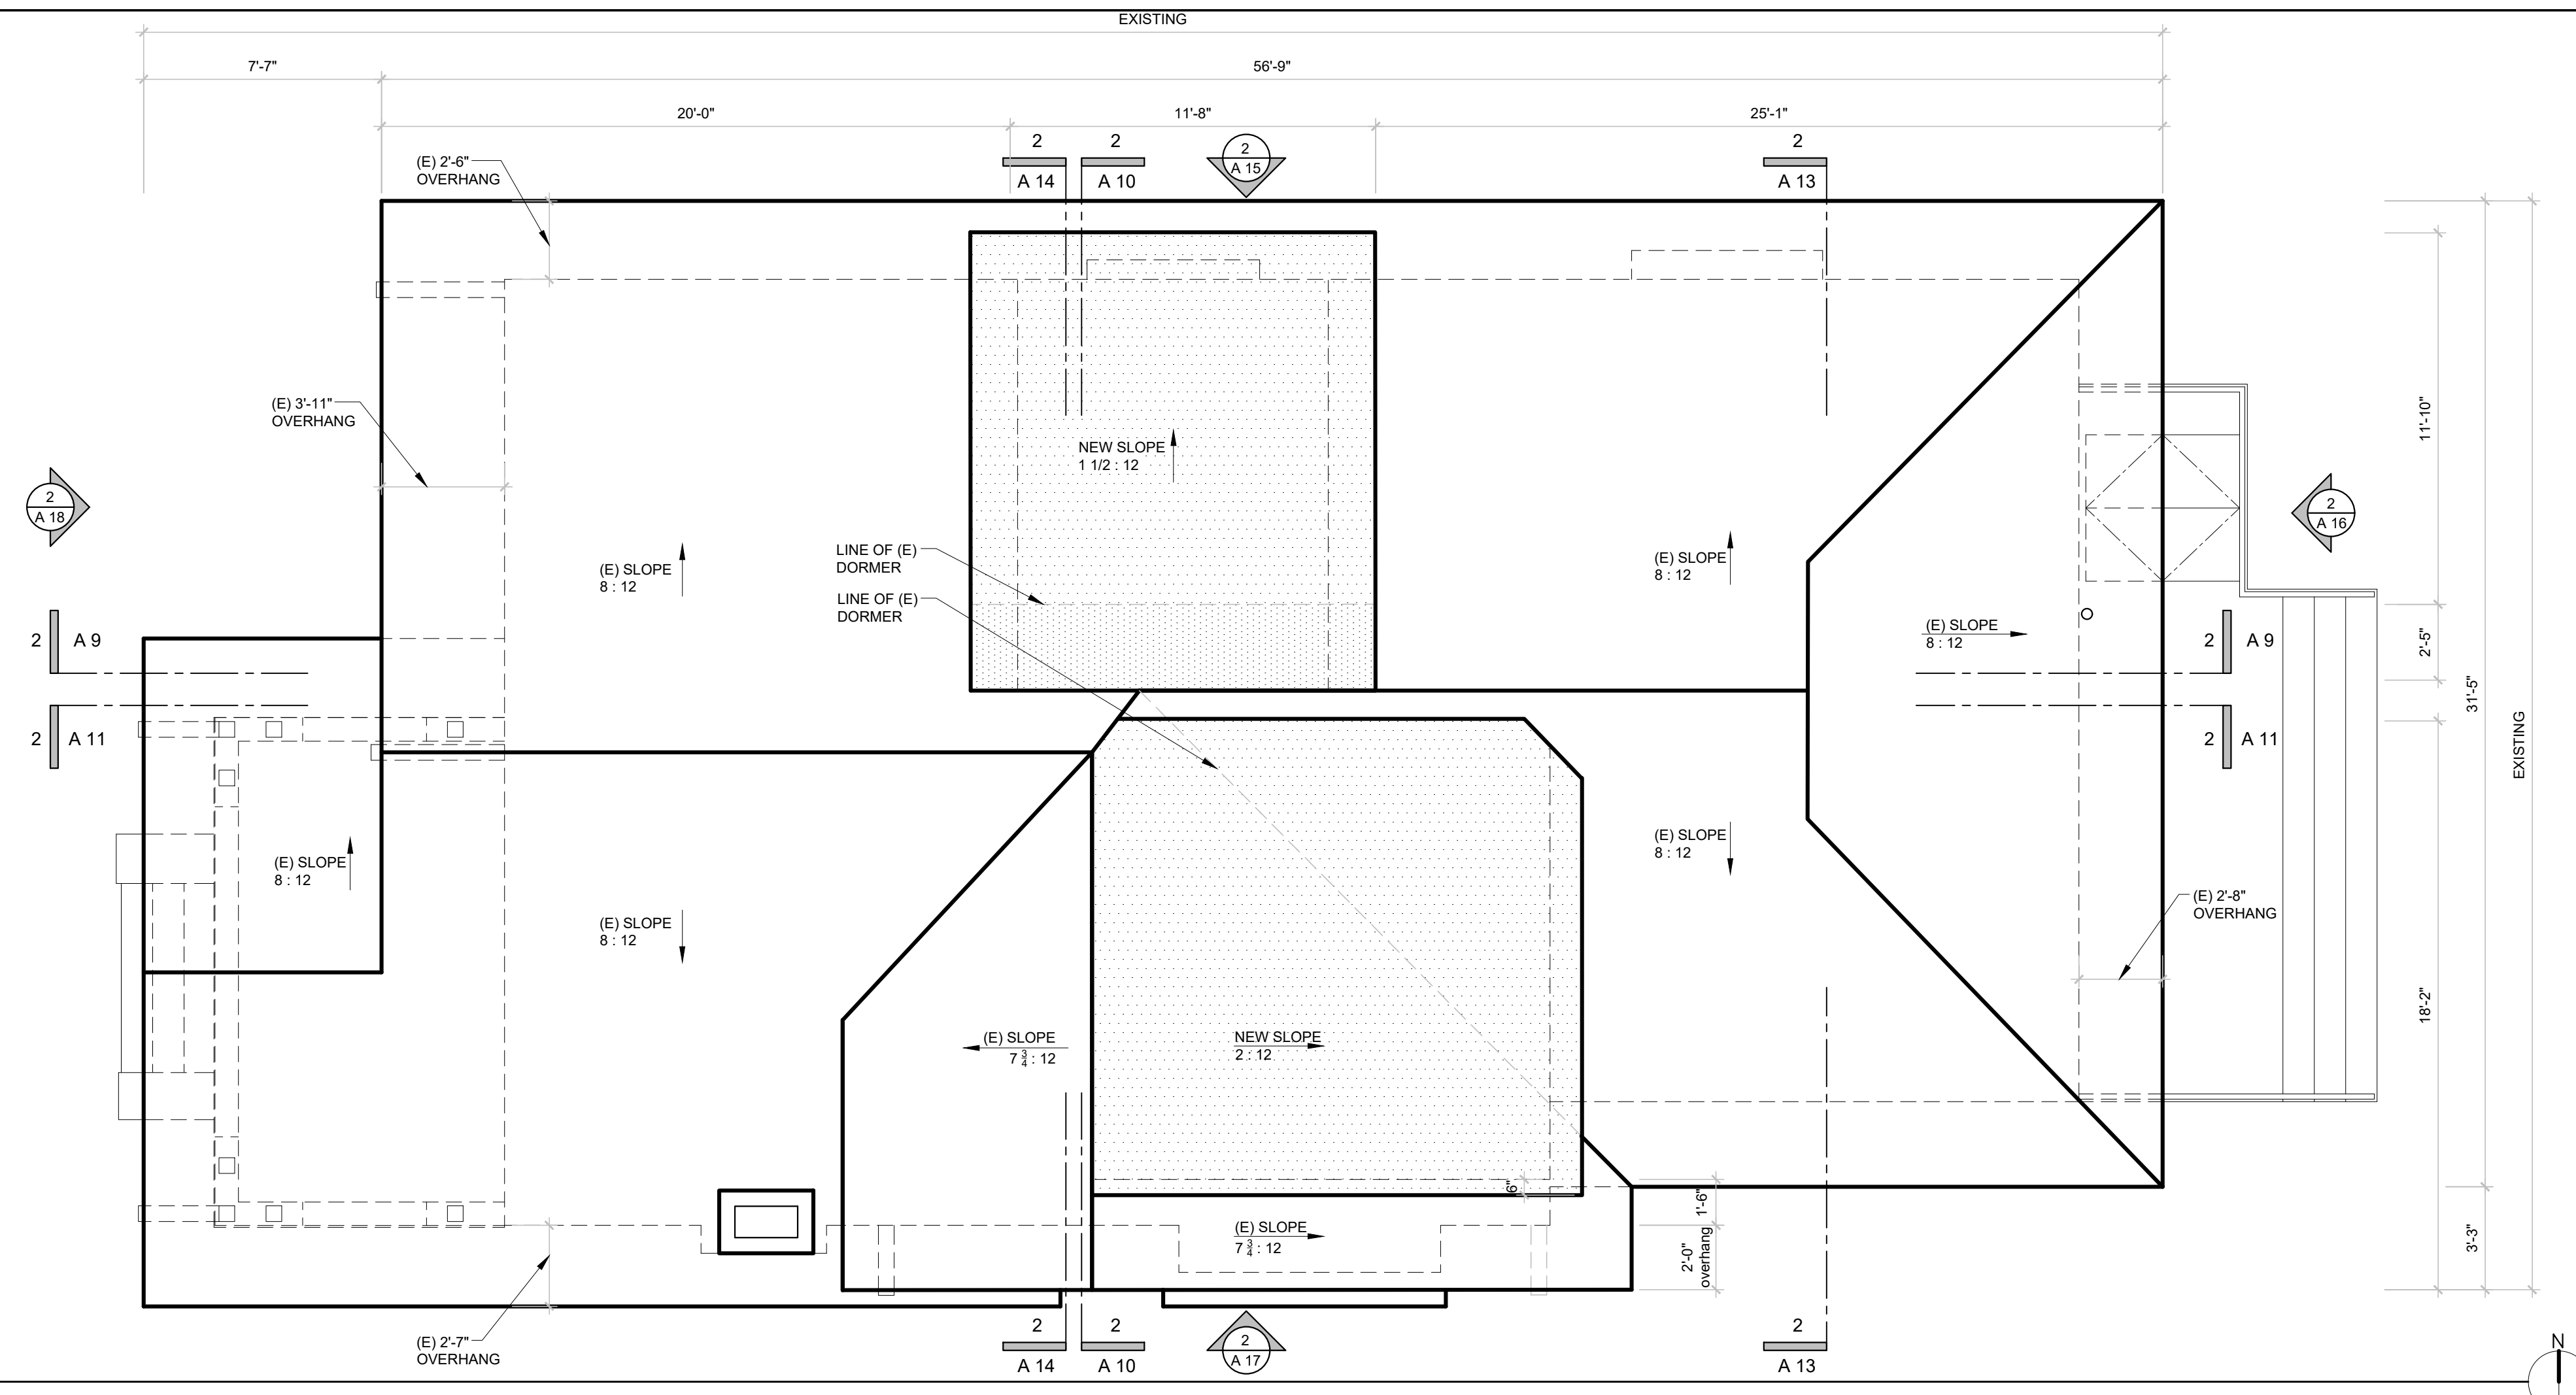 EXISTING
7'-7"
56'-9"
20'-0"
11'-8"
25'-1"
(E) 2'-6"
OVERHANG
2
A 14
2
A 10
2
A 15
2
A 13
(E) 3'-11"
OVERHANG
NEW SLOPE
1 1/2 : 12
11'-10"
2
A 18
2
A 16
LINE OF (E)
DORMER
LINE OF (E)
DORMER
(E) SLOPE
8 : 12
(E) SLOPE
8 : 12
(E) SLOPE
8 : 12
2 A 9
2 A 9
2'-5"
31'-5"
EXISTING
2 A 11
2 A 11
(E) SLOPE
8 : 12
(E) SLOPE
8 : 12
(E) SLOPE
8 : 12
(E) 2'-8"
OVERHANG
18'-2"
(E) SLOPE
7 3/4 : 12
NEW SLOPE
2 : 12
6"
1'-6"
(E) SLOPE
7 3/4 : 12
2'-0"
overhang
3'-3"
(E) 2'-7"
OVERHANG
2
A 14
2
A 10
2
A 17
2
A 13
N